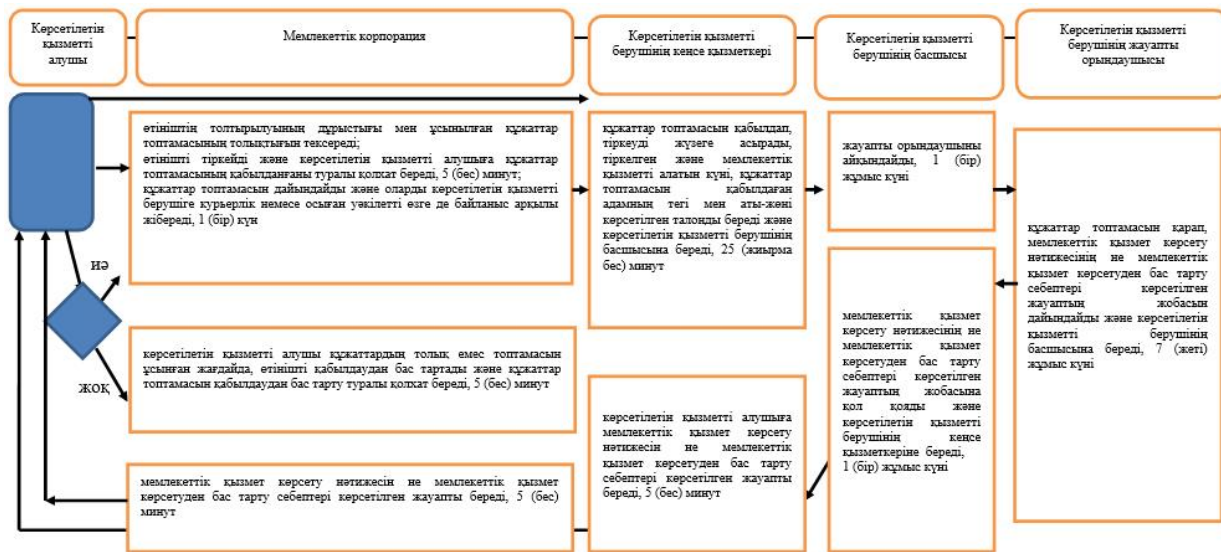 Көрсетілетін
қызметті
алушы
Мемлекеттік корпорация
Көрсетілетін қызметті
берушінің кеңсе қызметкері
Көрсетілетін қызметті
берушінің басшысы
Көрсетілетін қызметті
берушінің жауапты
орындаушысы
өтініштің толтырылуының дұрыстығы мен ұсынылған құжаттар
топтамасының толықтығын тексереді;
өтінішті тіркейді және көрсетілетін қызметті алушыға құжаттар
топтамасының қабылданғаны туралы қолхат береді, 5 (бес) минут;
құжаттар топтамасын дайындайды және оларды көрсетілетін қызметті
берушіге курьерлік немесе осыған уәкілетті өзге де байланыс арқылы
жібереді, 1 (бір) күн
құжаттар топтамасын қабылдап,
тіркеуді жүзеге асырады,
тіркелген және мемлекеттік
қызметті алатын күні, құжаттар
топтамасын қабылдаған
адамның тегі мен аты-жөні
көрсетілген талонды береді және
көрсетілетін қызметті берушінің
басшысына береді, 25 (жиырма
бес) минут
жауапты орындаушыны
айқындайды, 1 (бір)
жұмыс күні
құжаттар топтамасын қарап,
мемлекеттік қызмет көрсету
нәтижесінің не мемлекеттік
қызмет көрсетуден бас тарту
себептері көрсетілген
жауаптың жобасын
дайындайды және көрсетілетін
қызметті берушінің
басшысына береді, 7 (жеті)
жұмыс күні
иә
жоқ
көрсетілетін қызметті алушы құжаттардың толық емес топтамасын
ұсынған жағдайда, өтінішті қабылдаудан бас тартады және құжаттар
топтамасын қабылдаудан бас тарту туралы қолхат береді, 5 (бес) минут
мемлекеттік қызмет
көрсету нәтижесінің не
мемлекеттік қызмет
көрсетуден бас тарту
себептері көрсетілген
жауаптың жобасына
қол қояды және
көрсетілетін қызметті
берушінің кеңсе
қызметкеріне береді,
1 (бір) жұмыс күні
көрсетілетін қызметті алушыға
мемлекеттік қызмет көрсету
нәтижесін не мемлекеттік
қызмет көрсетуден бас тарту
себептері көрсетілген жауапты
береді, 5 (бес) минут
мемлекеттік қызмет көрсету нәтижесін не мемлекеттік қызмет
көрсетуден бас тарту себептері көрсетілген жауапты береді, 5 (бес)
минут